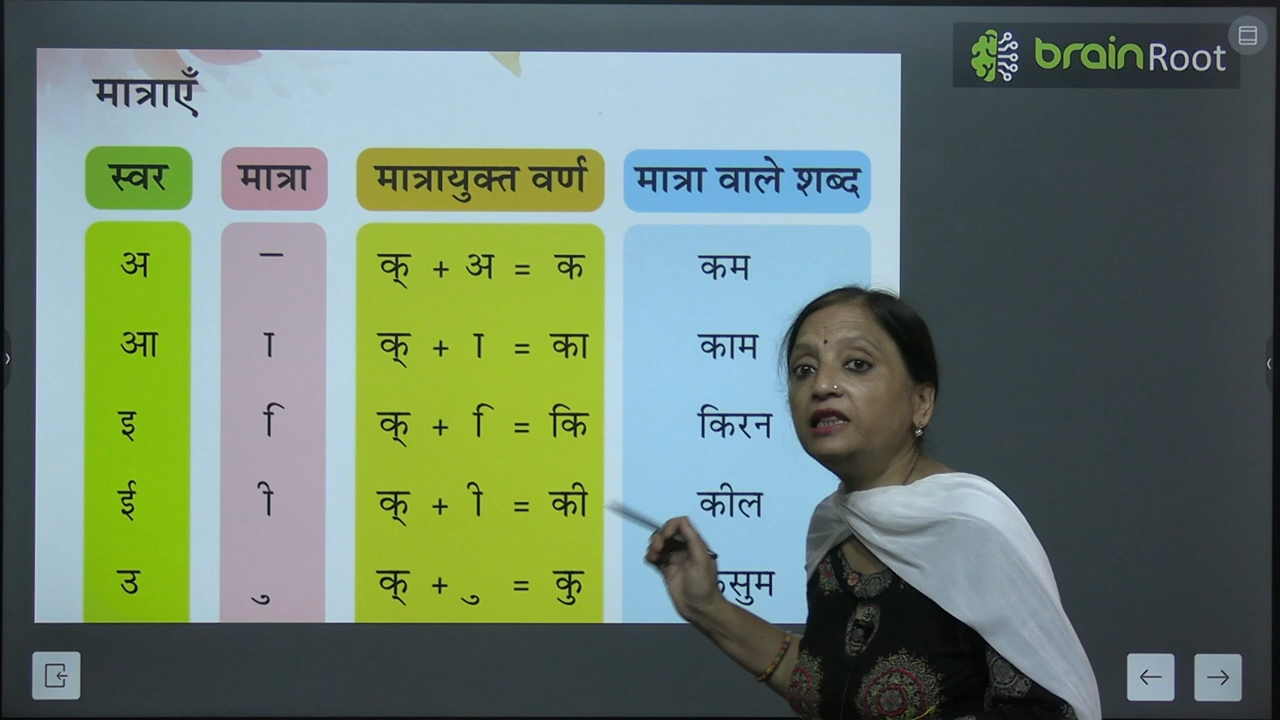 brainRoot
मात्राएँ
स्वर मात्रा मात्रायुक्त वर्ण मात्रा वाले शब्द
अ – क् + अ = क कम
आ ा क् + ा = का काम
इ ि क् + ि = कि किरन
ई ी क् + ी = की कील
उ ु क् + ु = कु